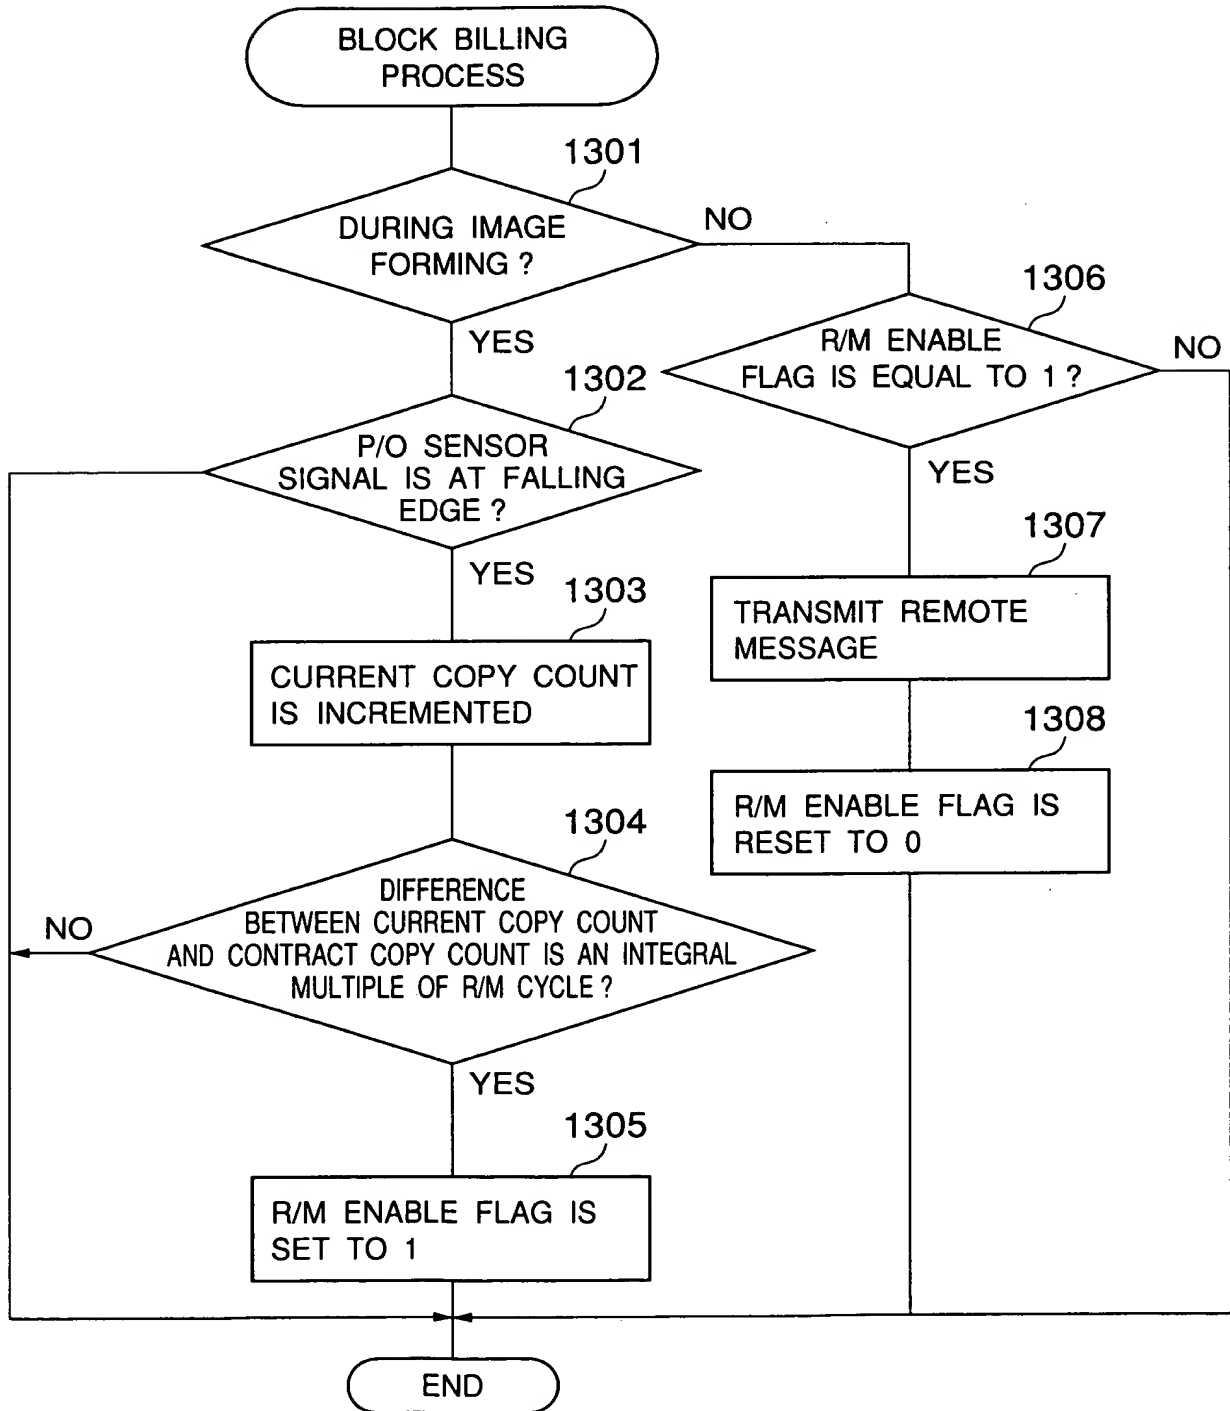 BLOCK BILLING
PROCESS
1301
DURING IMAGE
FORMING ?
NO
YES
1306
R/M ENABLE
FLAG IS EQUAL TO 1 ?
NO
YES
1302
P/O SENSOR
SIGNAL IS AT FALLING
EDGE ?
YES
1303
CURRENT COPY COUNT
IS INCREMENTED
1307
TRANSMIT REMOTE
MESSAGE
1308
R/M ENABLE FLAG IS
RESET TO 0
1304
DIFFERENCE
BETWEEN CURRENT COPY COUNT
AND CONTRACT COPY COUNT IS AN INTEGRAL
MULTIPLE OF R/M CYCLE ?
NO
YES
1305
R/M ENABLE FLAG IS
SET TO 1
END